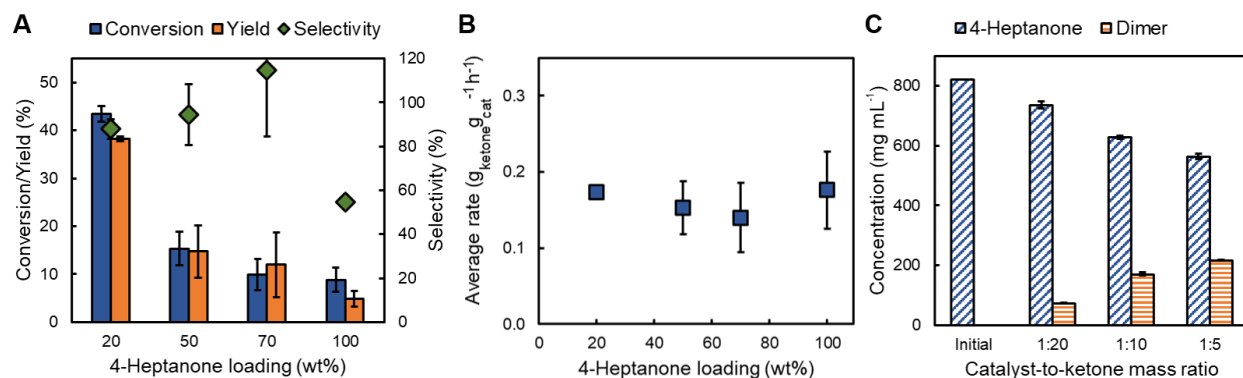 A
Conversion Yield Selectivity
Conversion/Yield (%)
50
40
30
20
10
0
120
100
80
60
40
20
0
Selectivity (%)
20 50 70 100
4-Heptanone loading (wt%)
B
Average rate (g_ketone g_cat⁻¹h⁻¹)
0.3
0.2
0.1
0.0
0 20 40 60 80 100
4-Heptanone loading (wt%)
C
4-Heptanone Dimer
Concentration (mg mL⁻¹)
800
600
400
200
0
Initial 1:20 1:10 1:5
Catalyst-to-ketone mass ratio